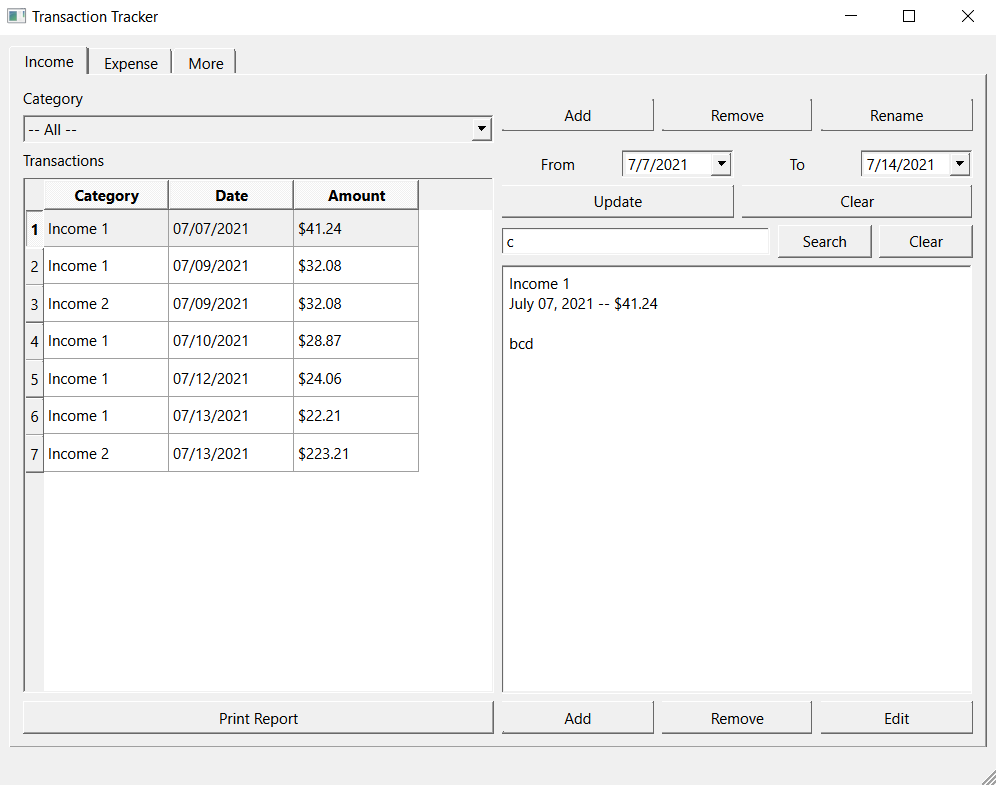 Transaction Tracker
Income Expense More
Category
-- All --
Add Remove Rename
Transactions
From 7/7/2021 To 7/14/2021
Update Clear
c Search Clear
Category Date Amount
1 Income 1 07/07/2021 $41.24
2 Income 1 07/09/2021 $32.08
3 Income 2 07/09/2021 $32.08
4 Income 1 07/10/2021 $28.87
5 Income 1 07/12/2021 $24.06
6 Income 1 07/13/2021 $22.21
7 Income 2 07/13/2021 $223.21
Income 1
July 07, 2021 -- $41.24
bcd
Print Report Add Remove Edit